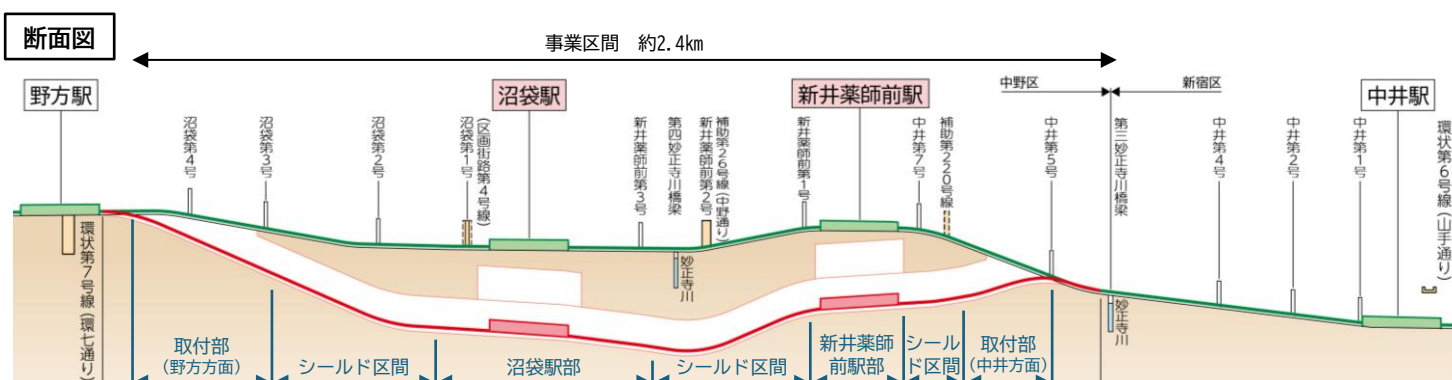 断面図
事業区間　約2.4km
野方駅
沼袋駅
新井薬師前駅
中井駅
中野区
新宿区
沼袋第4号
沼袋第3号
沼袋第2号
沼袋第1号
(区画街路第4号線)
新井薬師前第3号
第四妙正寺川橋梁
新井薬師前第2号
補助第26号線(中野通り)
新井薬師前第1号
中井第7号
補助第220号線
中井第5号
第三妙正寺川橋梁
中井第4号
中井第2号
中井第1号
環状第6号線(山手通り)
環状第7号線(環七通り)
妙正寺川
妙正寺川
取付部
(野方方面)
シールド区間
沼袋駅部
シールド区間
新井薬師
前駅部
シール
ド区間
取付部
(中井方面)